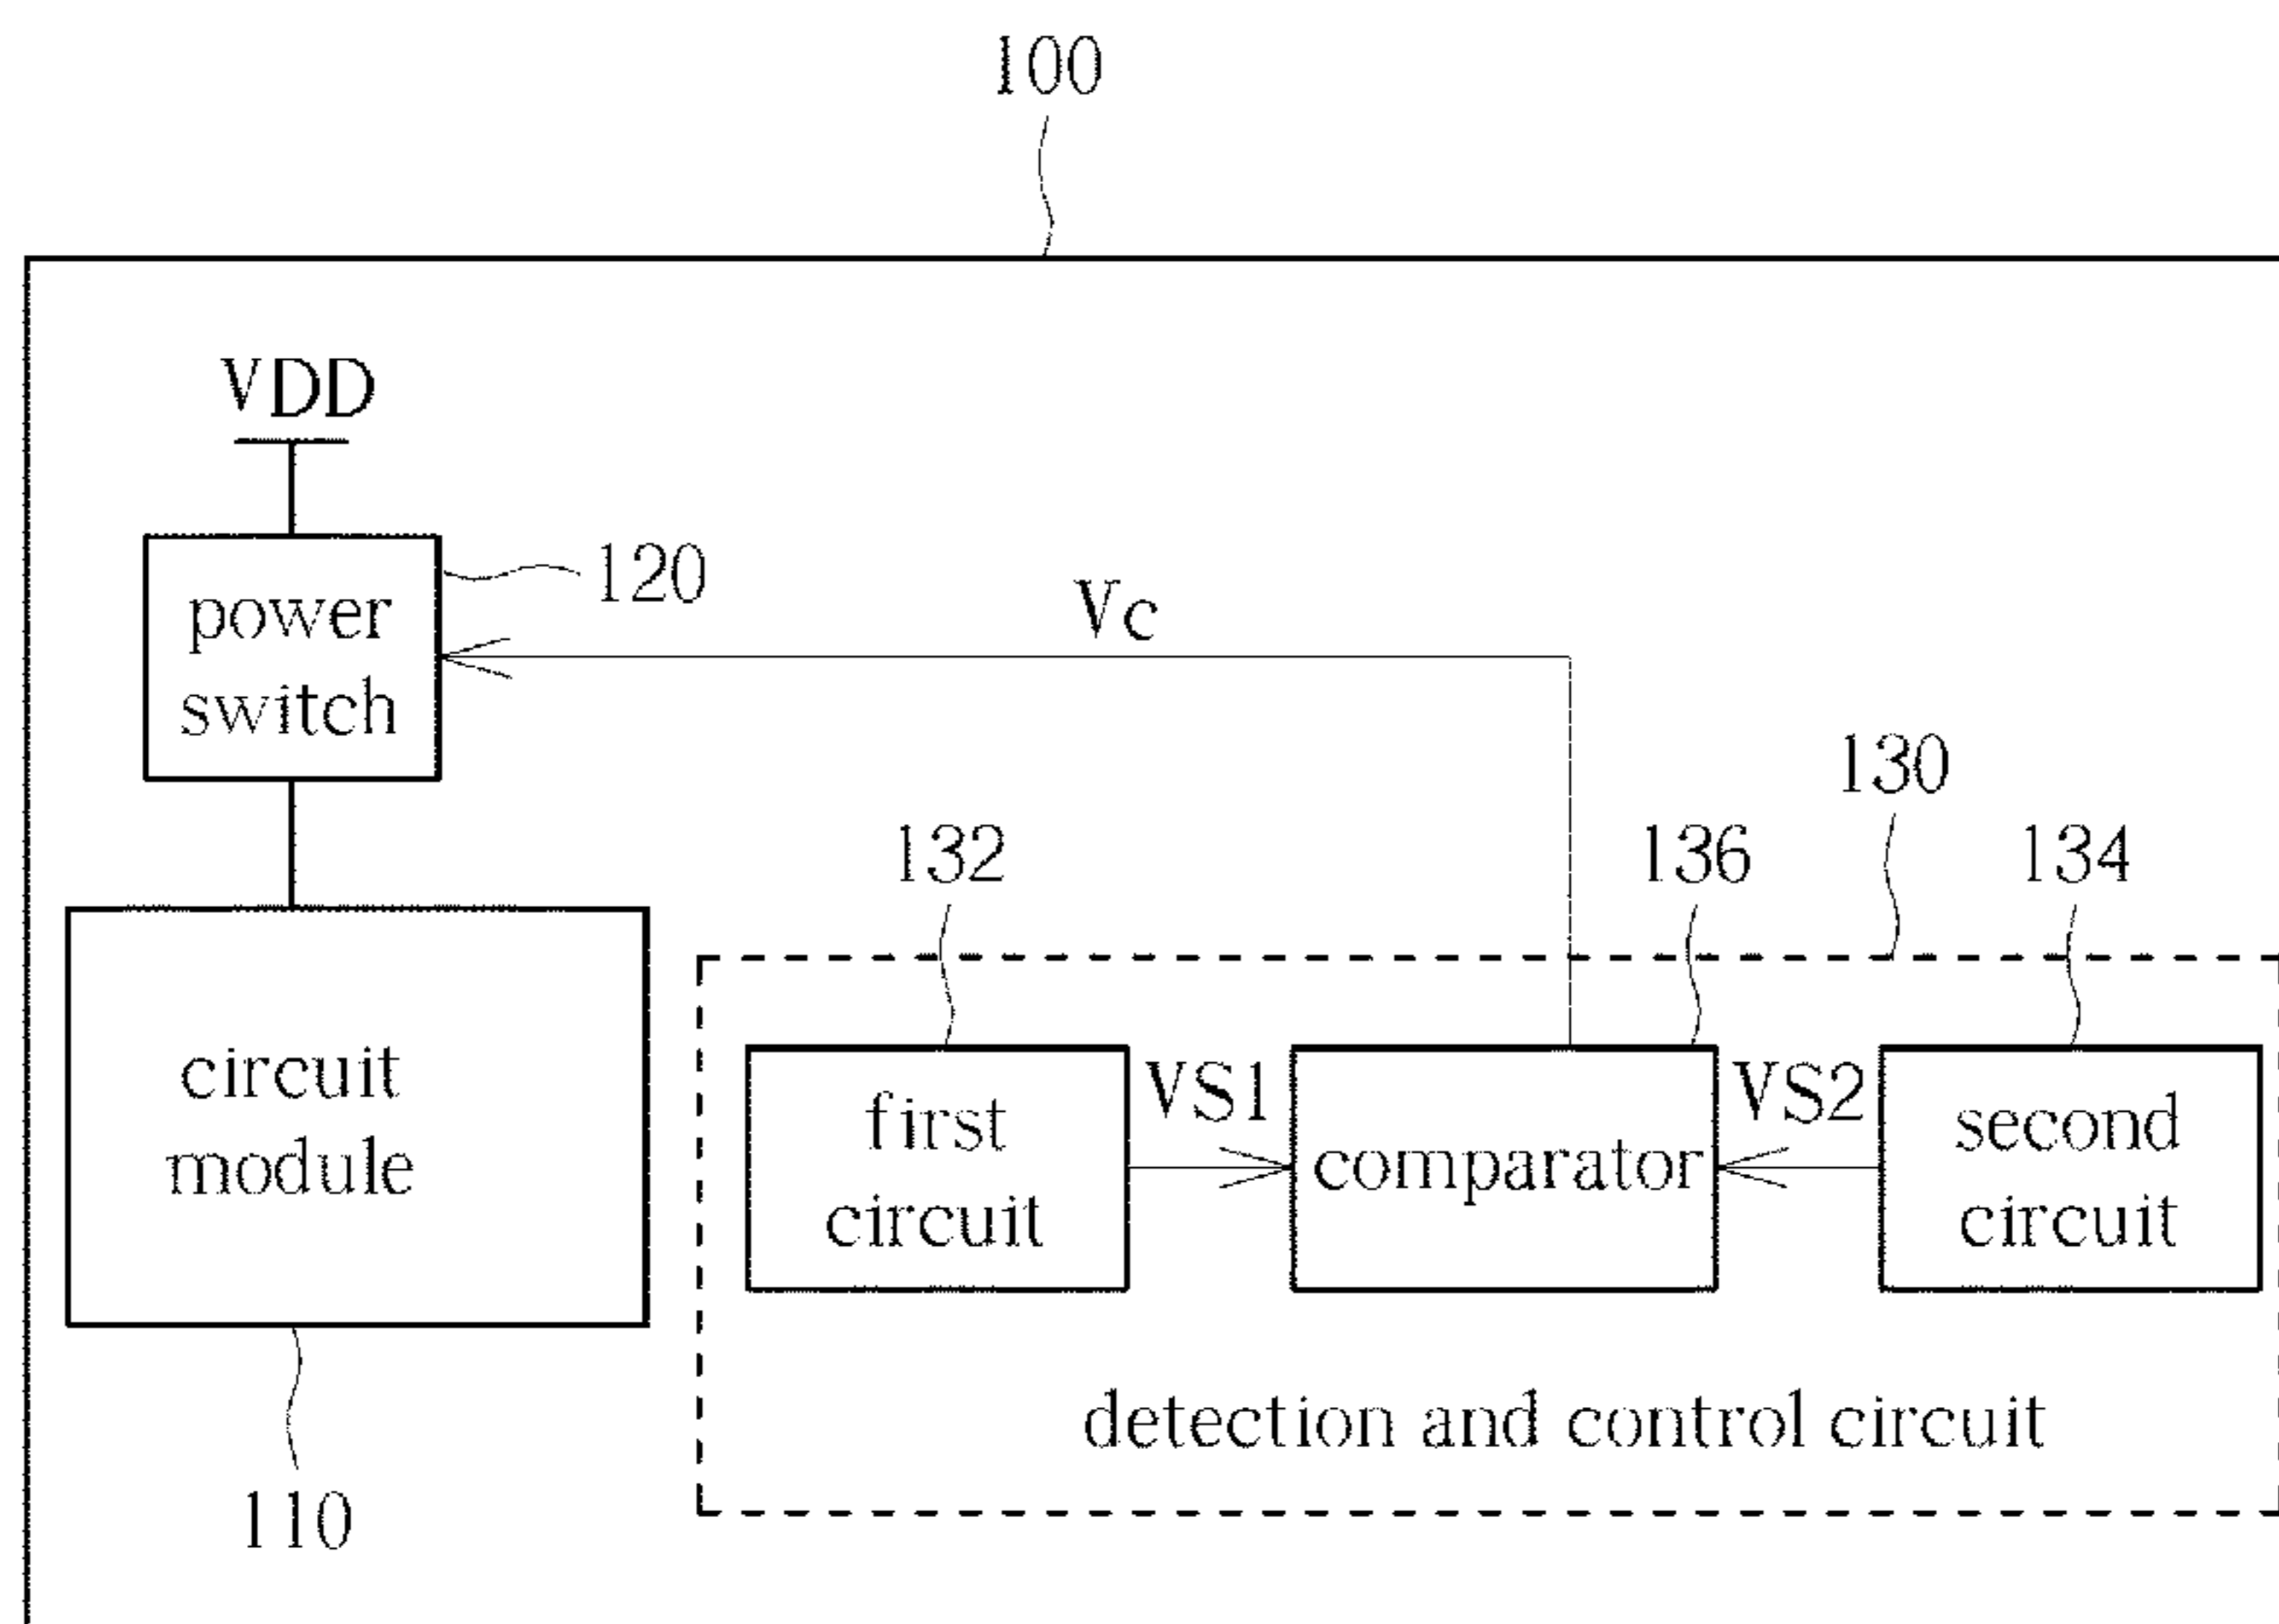 100
VDD
120
power
switch
Vc
130
132
136
134
circuit
module
first
circuit
VS1
comparator
VS2
second
circuit
detection and control circuit
110